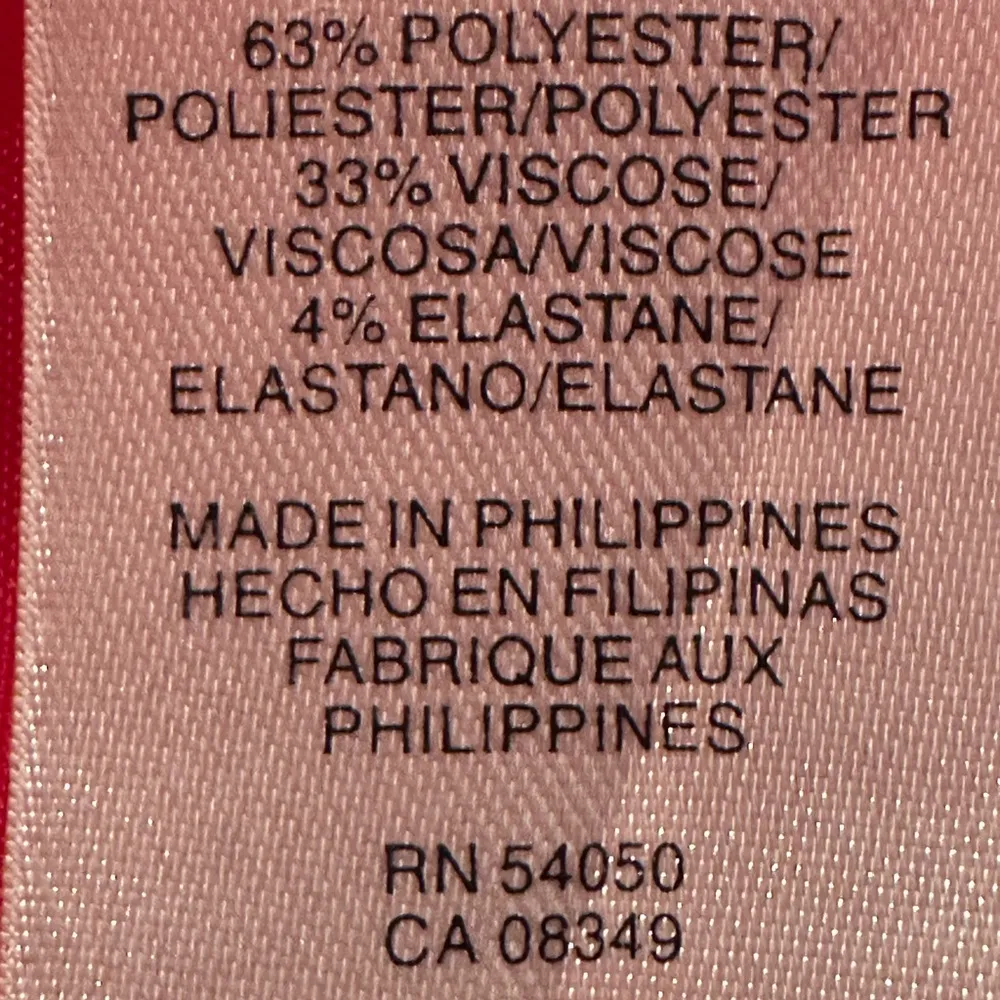 63% POLYESTER/
POLIESTER/POLYESTER
33% VISCOSE/
VISCOSA/VISCOSE
4% ELASTANE/
ELASTANO/ELASTANE
MADE IN PHILIPPINES
HECHO EN FILIPINAS
FABRIQUE AUX
PHILIPPINES
RN 54050
CA 08349